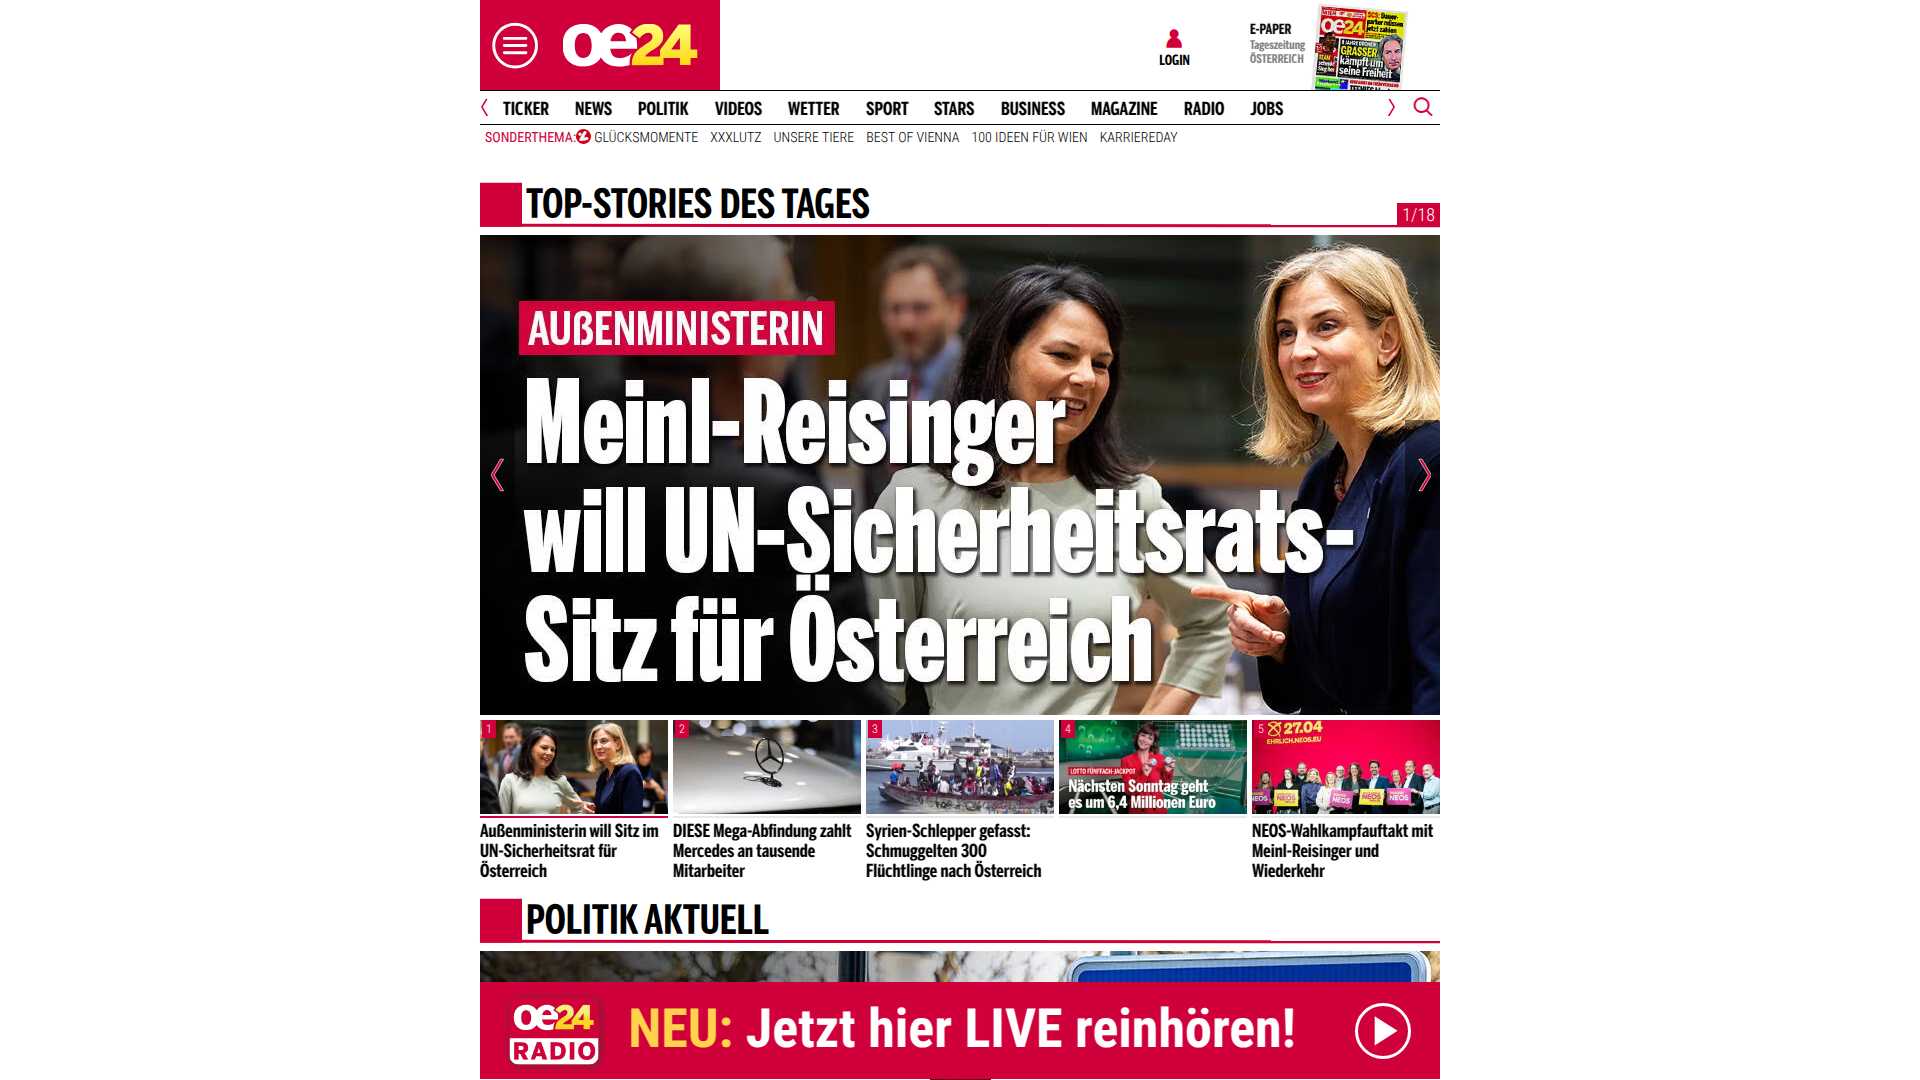 oe24
LOGIN
E-PAPER
Tageszeitung
ÖSTERREICH
oe24
GRASSER
kämpft um
seine Freiheit
TICKER NEWS POLITIK VIDEOS WETTER SPORT STARS BUSINESS MAGAZINE RADIO JOBS
SONDERTHEMA: GLÜCKSMOMENTE XXXLUTZ UNSERE TIERE BEST OF VIENNA 100 IDEEN FÜR WIEN KARRIEREDAY
TOP-STORIES DES TAGES
1/18
AUßENMINISTERIN
Meinl-Reisinger
will UN-Sicherheitsrats-
Sitz für Österreich
1
2
3
4
LOTTO FÜNFFACH-JACKPOT
Nächsten Sonntag geht
es um 6,4 Millionen Euro
5
27.04
EHRLICH.NEOS.EU
NEOS
NEOS
NEOS
NEOS
NEOS
Außenministerin will Sitz im
UN-Sicherheitsrat für
Österreich
DIESE Mega-Abfindung zahlt
Mercedes an tausende
Mitarbeiter
Syrien-Schlepper gefasst:
Schmuggelten 300
Flüchtlinge nach Österreich
NEOS-Wahlkampfauftakt mit
Meinl-Reisinger und
Wiederkehr
POLITIK AKTUELL
oe24
RADIO
NEU: Jetzt hier LIVE reinhören!